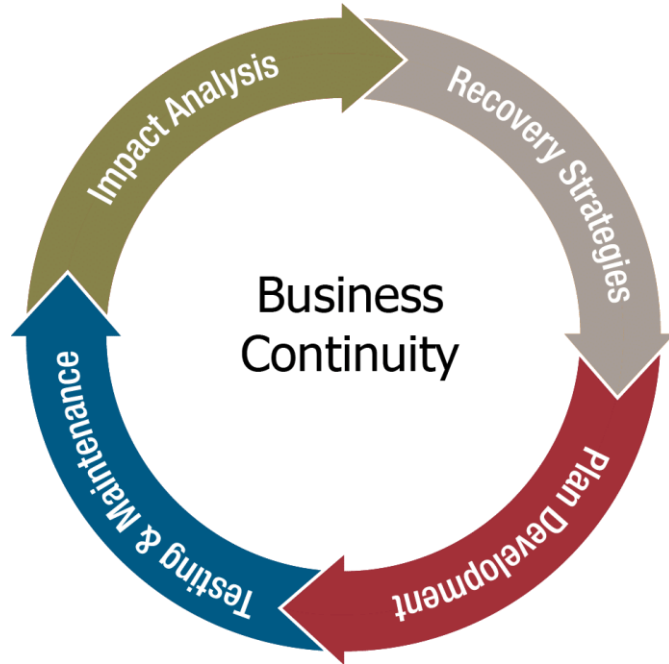 Impact Analysis
Recovery Strategies
Business
Continuity
Plan Development
Testing & Maintenance